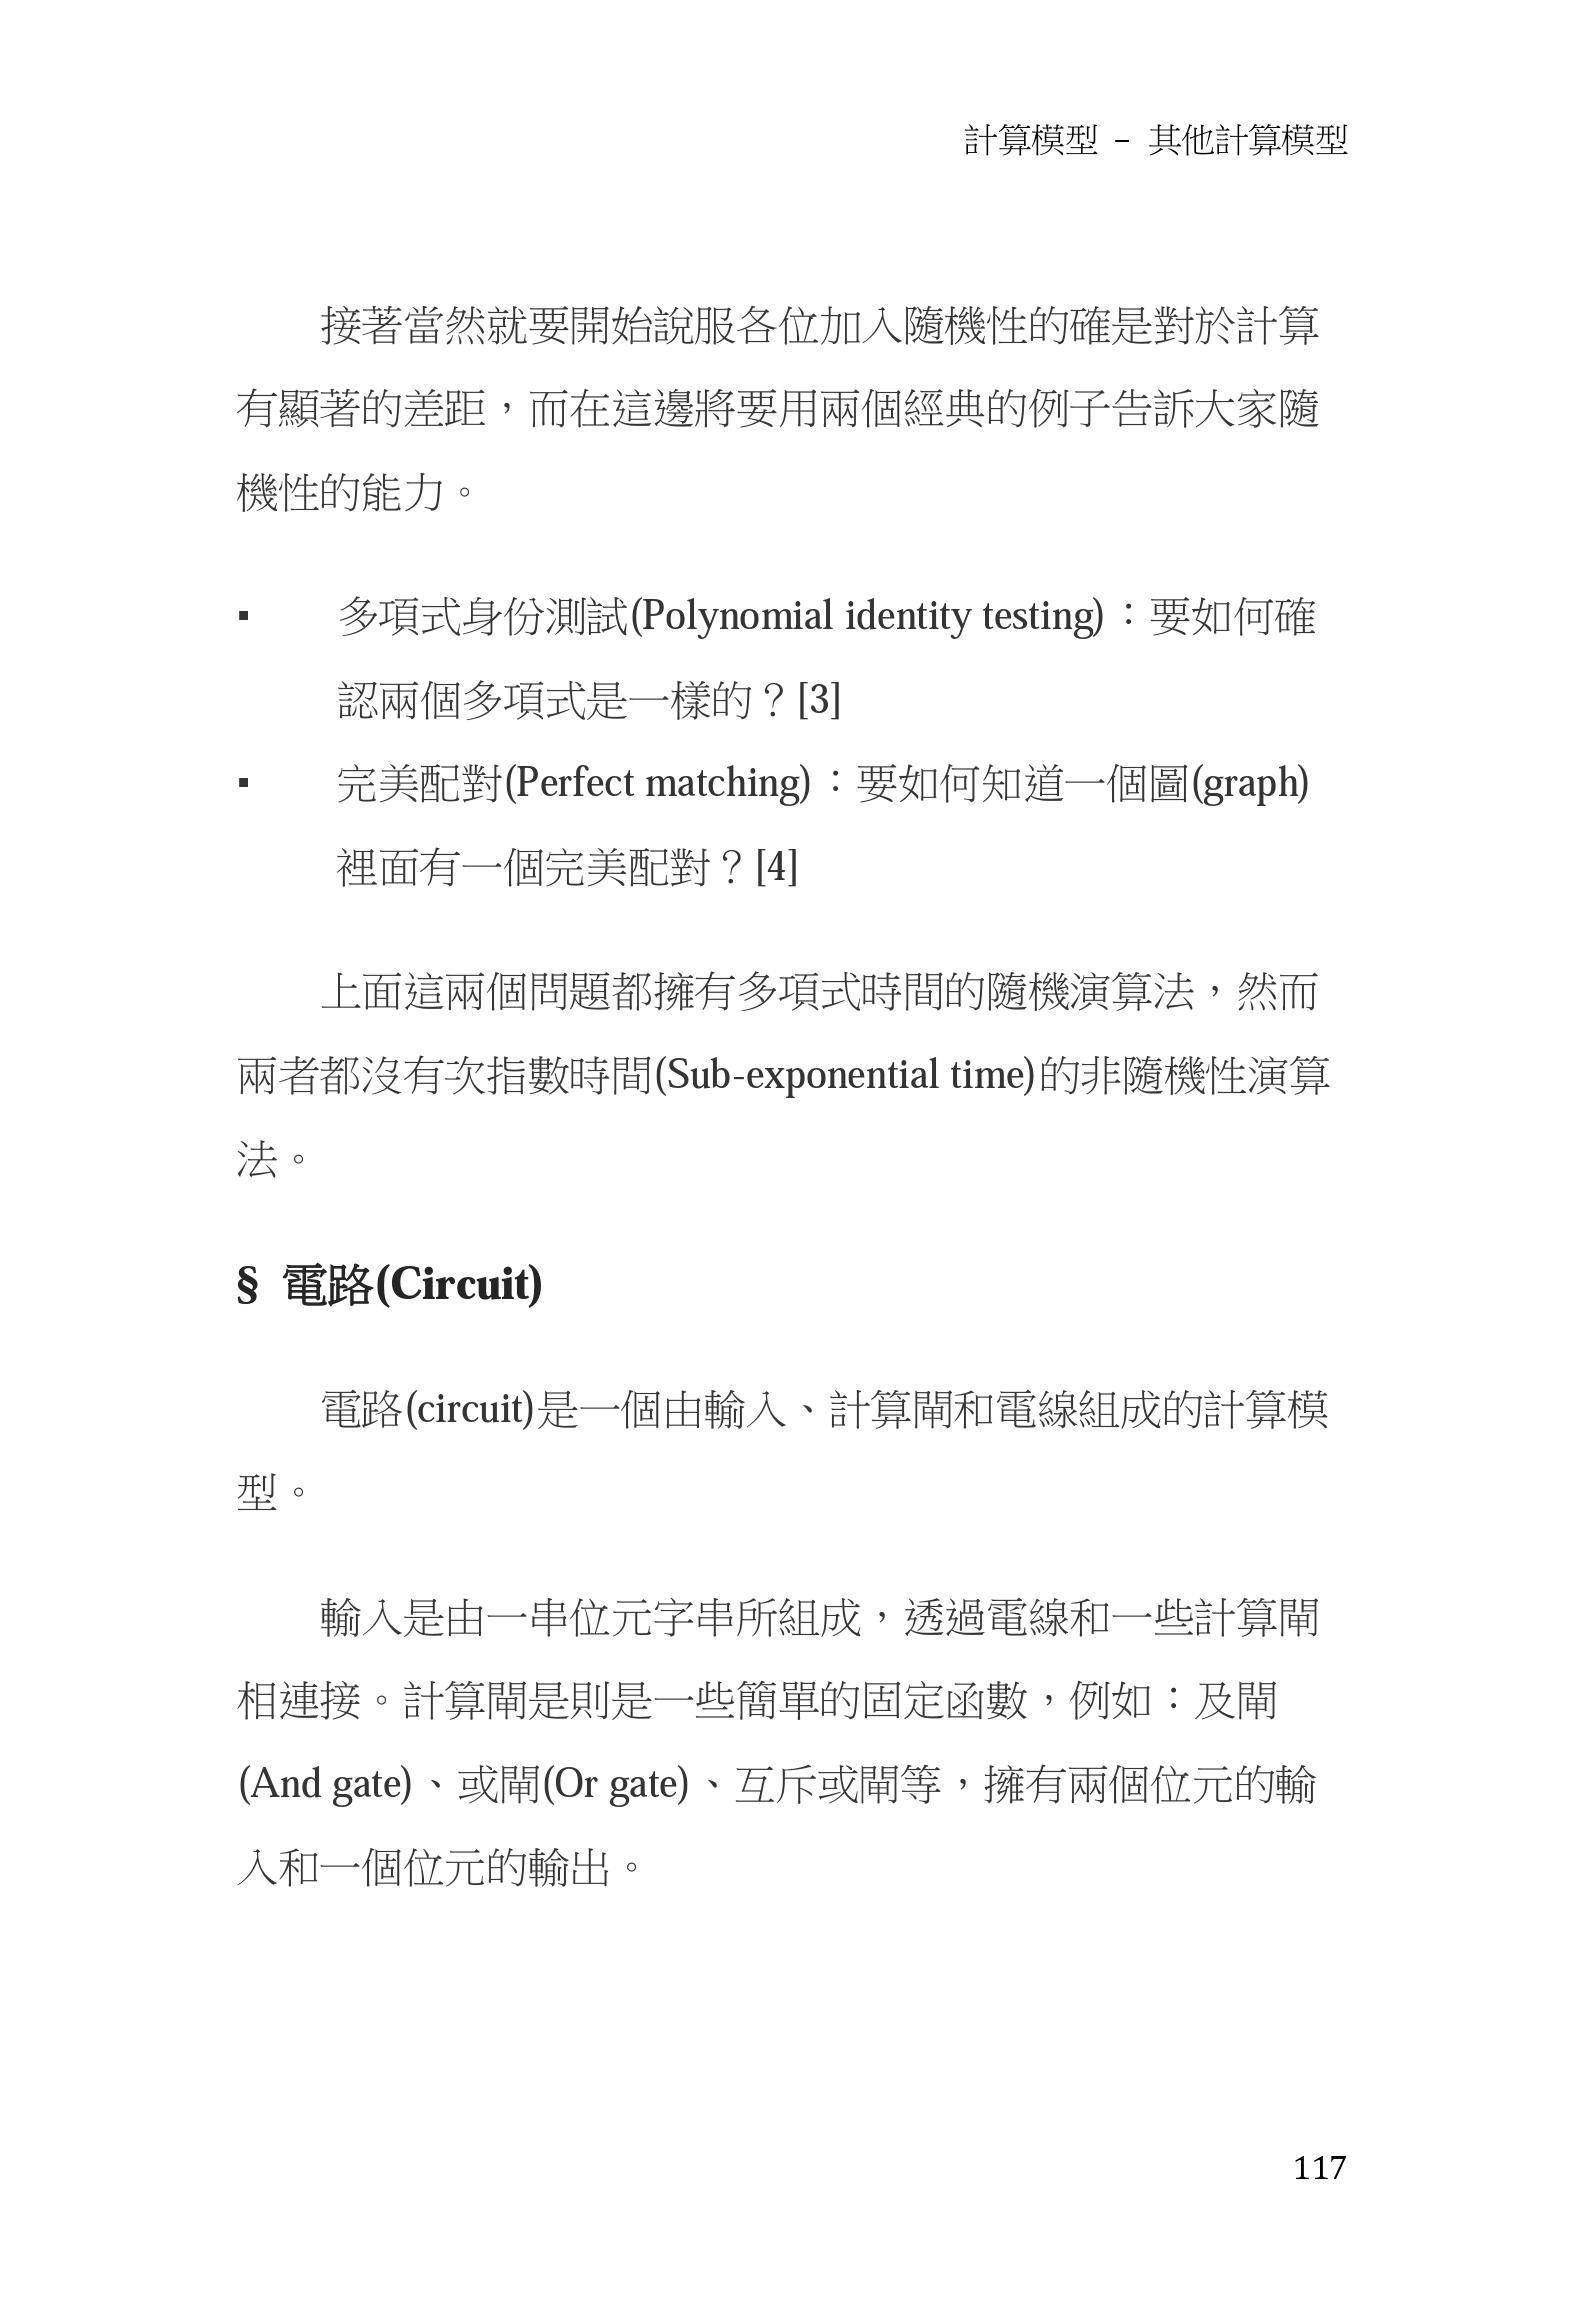 計算模型 – 其他計算模型
接著當然就要開始說服各位加入隨機性的確是對於計算
有顯著的差距，而在這邊將要用兩個經典的例子告訴大家隨
機性的能力。
▪ 多項式身份測試(Polynomial identity testing)：要如何確
認兩個多項式是一樣的？[3]
▪ 完美配對(Perfect matching)：要如何知道一個圖(graph)
裡面有一個完美配對？[4]
上面這兩個問題都擁有多項式時間的隨機演算法，然而
兩者都沒有次指數時間(Sub-exponential time)的非隨機性演算
法。
§ 電路(Circuit)
電路(circuit)是一個由輸入、計算閘和電線組成的計算模
型。
輸入是由一串位元字串所組成，透過電線和一些計算閘
相連接。計算閘是則是一些簡單的固定函數，例如：及閘
(And gate)、或閘(Or gate)、互斥或閘等，擁有兩個位元的輸
入和一個位元的輸出。
117